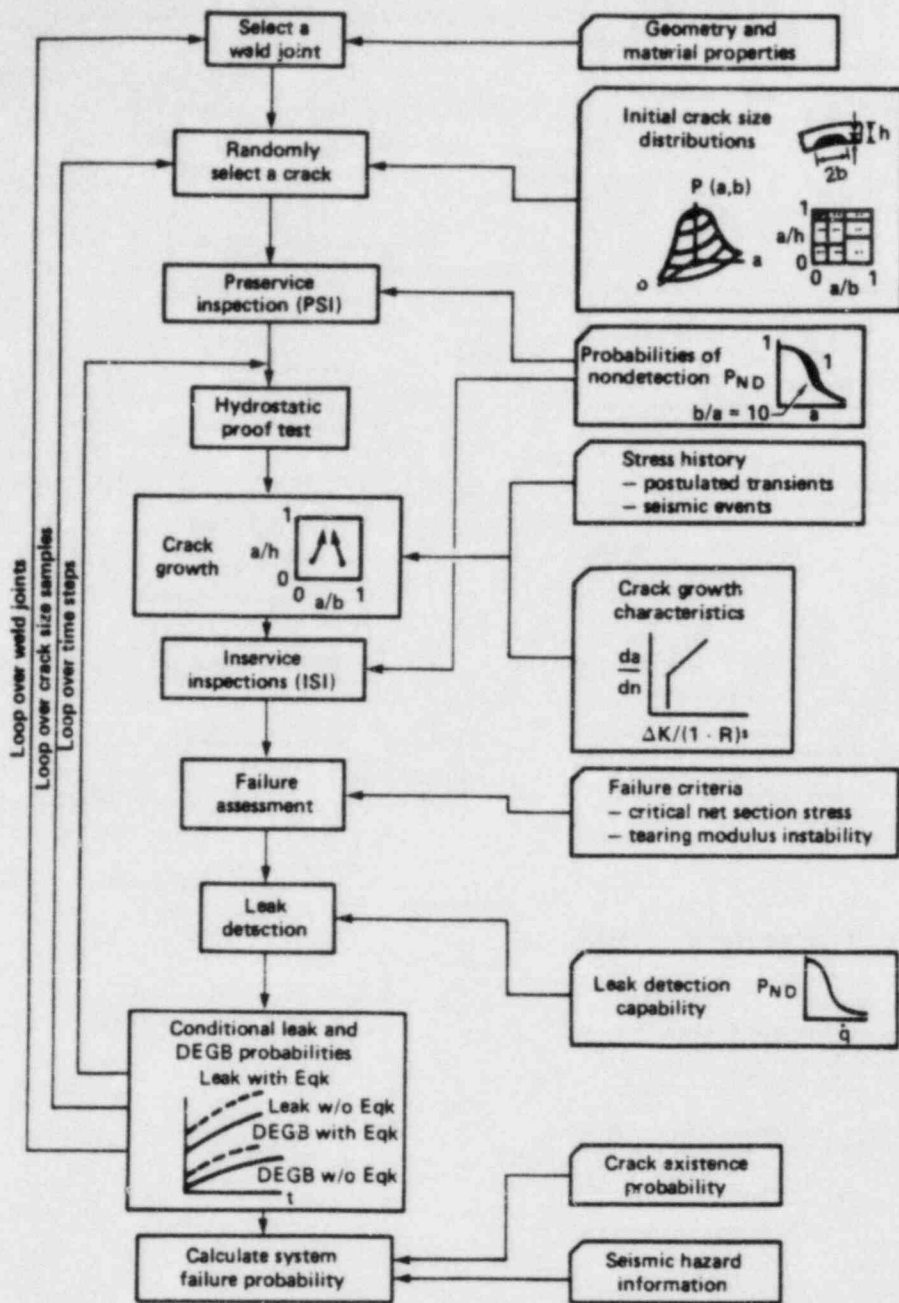 Select a
weld joint
Geometry and
material properties
Initial crack size
distributions
h
2b
P (a,b)
a
o
1
a/h
0
0 1
a/b
Randomly
select a crack
Preservice
inspection (PSI)
Probabilities of
nondetection
1
PND
1
b/a = 10
a
Hydrostatic
proof test
Stress history
– postulated transients
– seismic events
Crack
growth
1
a/h
0
0 1
a/b
Crack growth
characteristics
da
dn
Inservice
inspections (ISI)
Failure
assessment
Failure criteria
– critical net section stress
– tearing modulus instability
Leak
detection
Leak detection
capability
PND
q̇
Conditional leak and
DEGB probabilities
Leak with Eqk
Leak w/o Eqk
DEGB with Eqk
DEGB w/o Eqk
t
Loop over weld joints
Loop over crack size samples
Loop over time steps
Crack existence
probability
Calculate system
failure probability
Seismic hazard
information